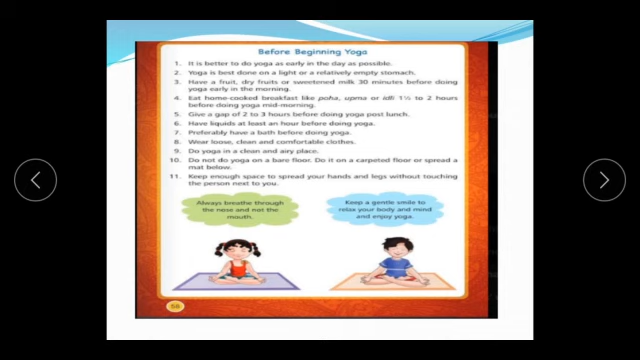 Before Beginning Yoga
1. It is better to do yoga as early in the day as possible.
2. Yoga is best done on a light or a relatively empty stomach.
3. Have a fruit, dry fruits or sweetened milk 30 minutes before doing
yoga early in the morning.
4. Eat home-cooked breakfast like poha, upma or idli 1½ to 2 hours
before doing yoga mid-morning.
5. Give a gap of 2 to 3 hours before doing yoga post lunch.
6. Have liquids at least an hour before doing yoga.
7. Preferably have a bath before doing yoga.
8. Wear loose, clean and comfortable clothes.
9. Do yoga in a clean and airy place.
10. Do not do yoga on a bare floor. Do it on a carpeted floor or spread a
mat below.
11. Keep enough space to spread your hands and legs without touching
the person next to you.
Always breathe through
the nose and not the
mouth.
Keep a gentle smile to
relax your body and mind
and enjoy yoga.
58